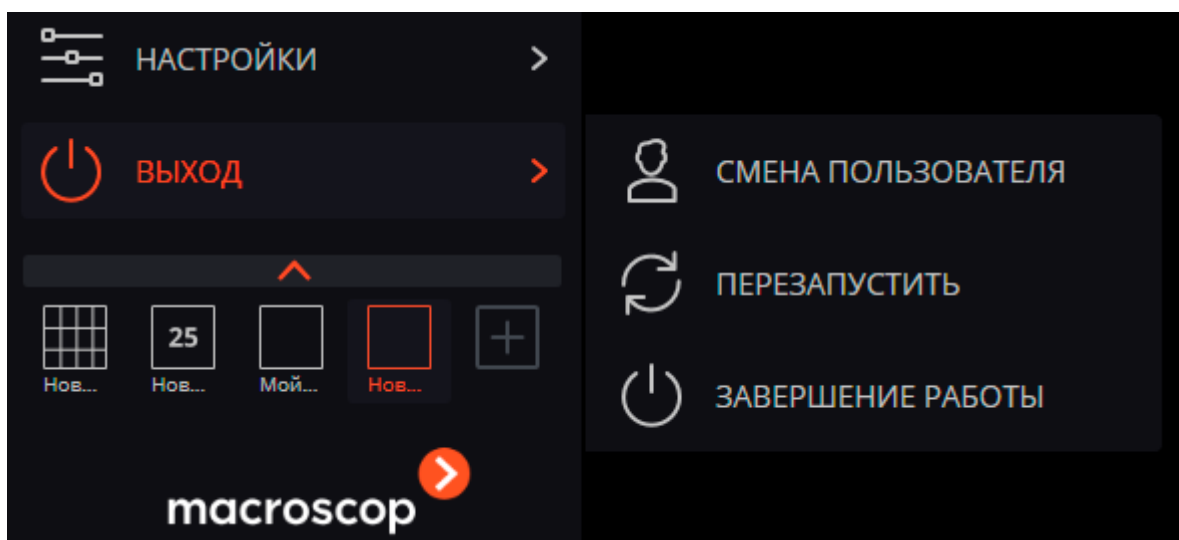 НАСТРОЙКИ
ВЫХОД
СМЕНА ПОЛЬЗОВАТЕЛЯ
ПЕРЕЗАПУСТИТЬ
ЗАВЕРШЕНИЕ РАБОТЫ
25
Нов... Нов... Мой... Нов...
macroscop